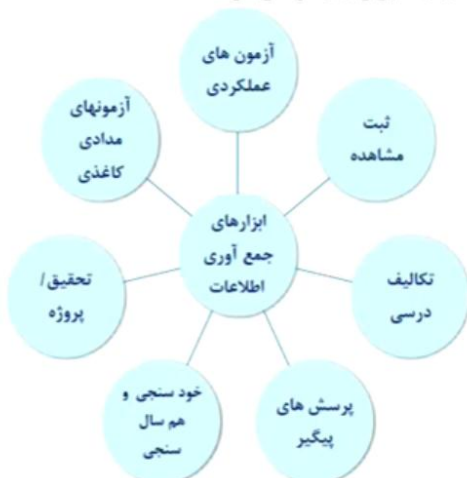 آزمون های
عملکردی
ثبت
مشاهده
تکالیف
درسی
پرسش های
پیگیر
خود سنجی و
هم سال
سنجی
تحقیق/
پروژه
آزمونهای
مدادی
کاغذی
ابزارهای
جمع آوری
اطلاعات